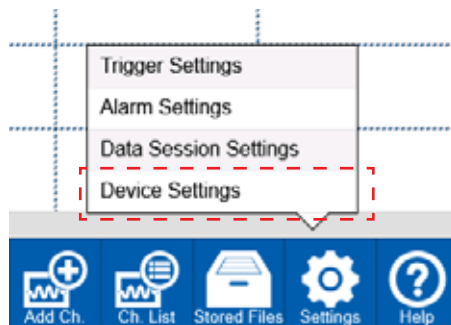 Trigger Settings
Alarm Settings
Data Session Settings
Device Settings
Add Ch.
Ch. List
Stored Files
Settings
Help